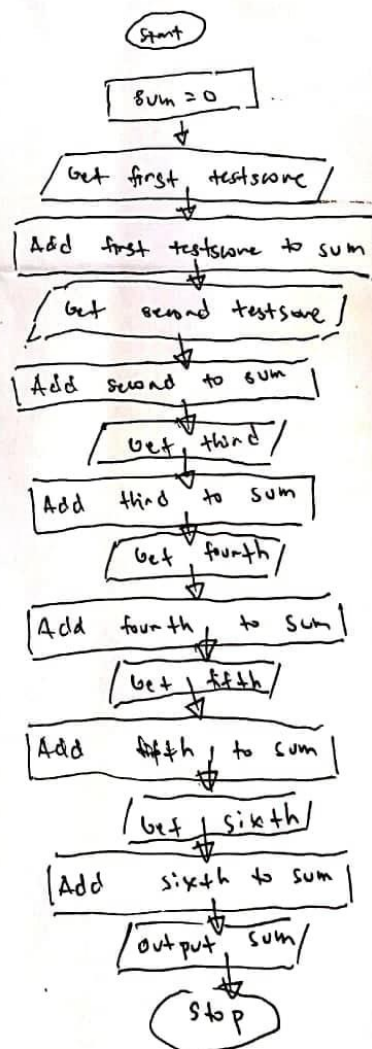 Start
sum = 0
Get first testscore
Add first testscore to sum
Get second testscore
Add second to sum
Get third
Add third to sum
Get fourth
Add fourth to sum
Get fifth
Add fifth to sum
Get sixth
Add sixth to sum
output sum
Stop